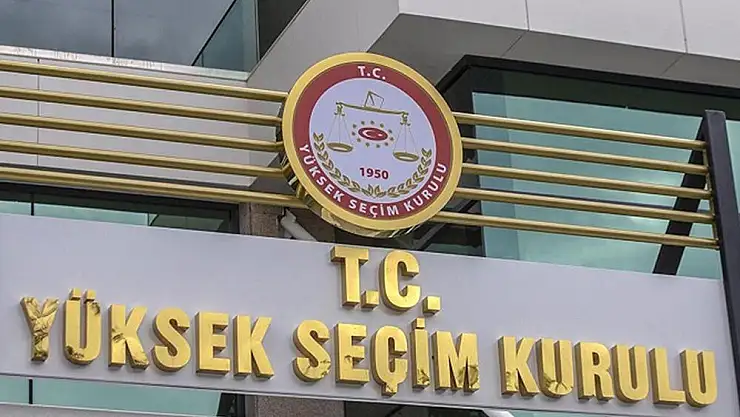 T.C.
1950
YÜKSEK SEÇİM KURULU
T.C.
YÜKSEK SEÇİM KURULU